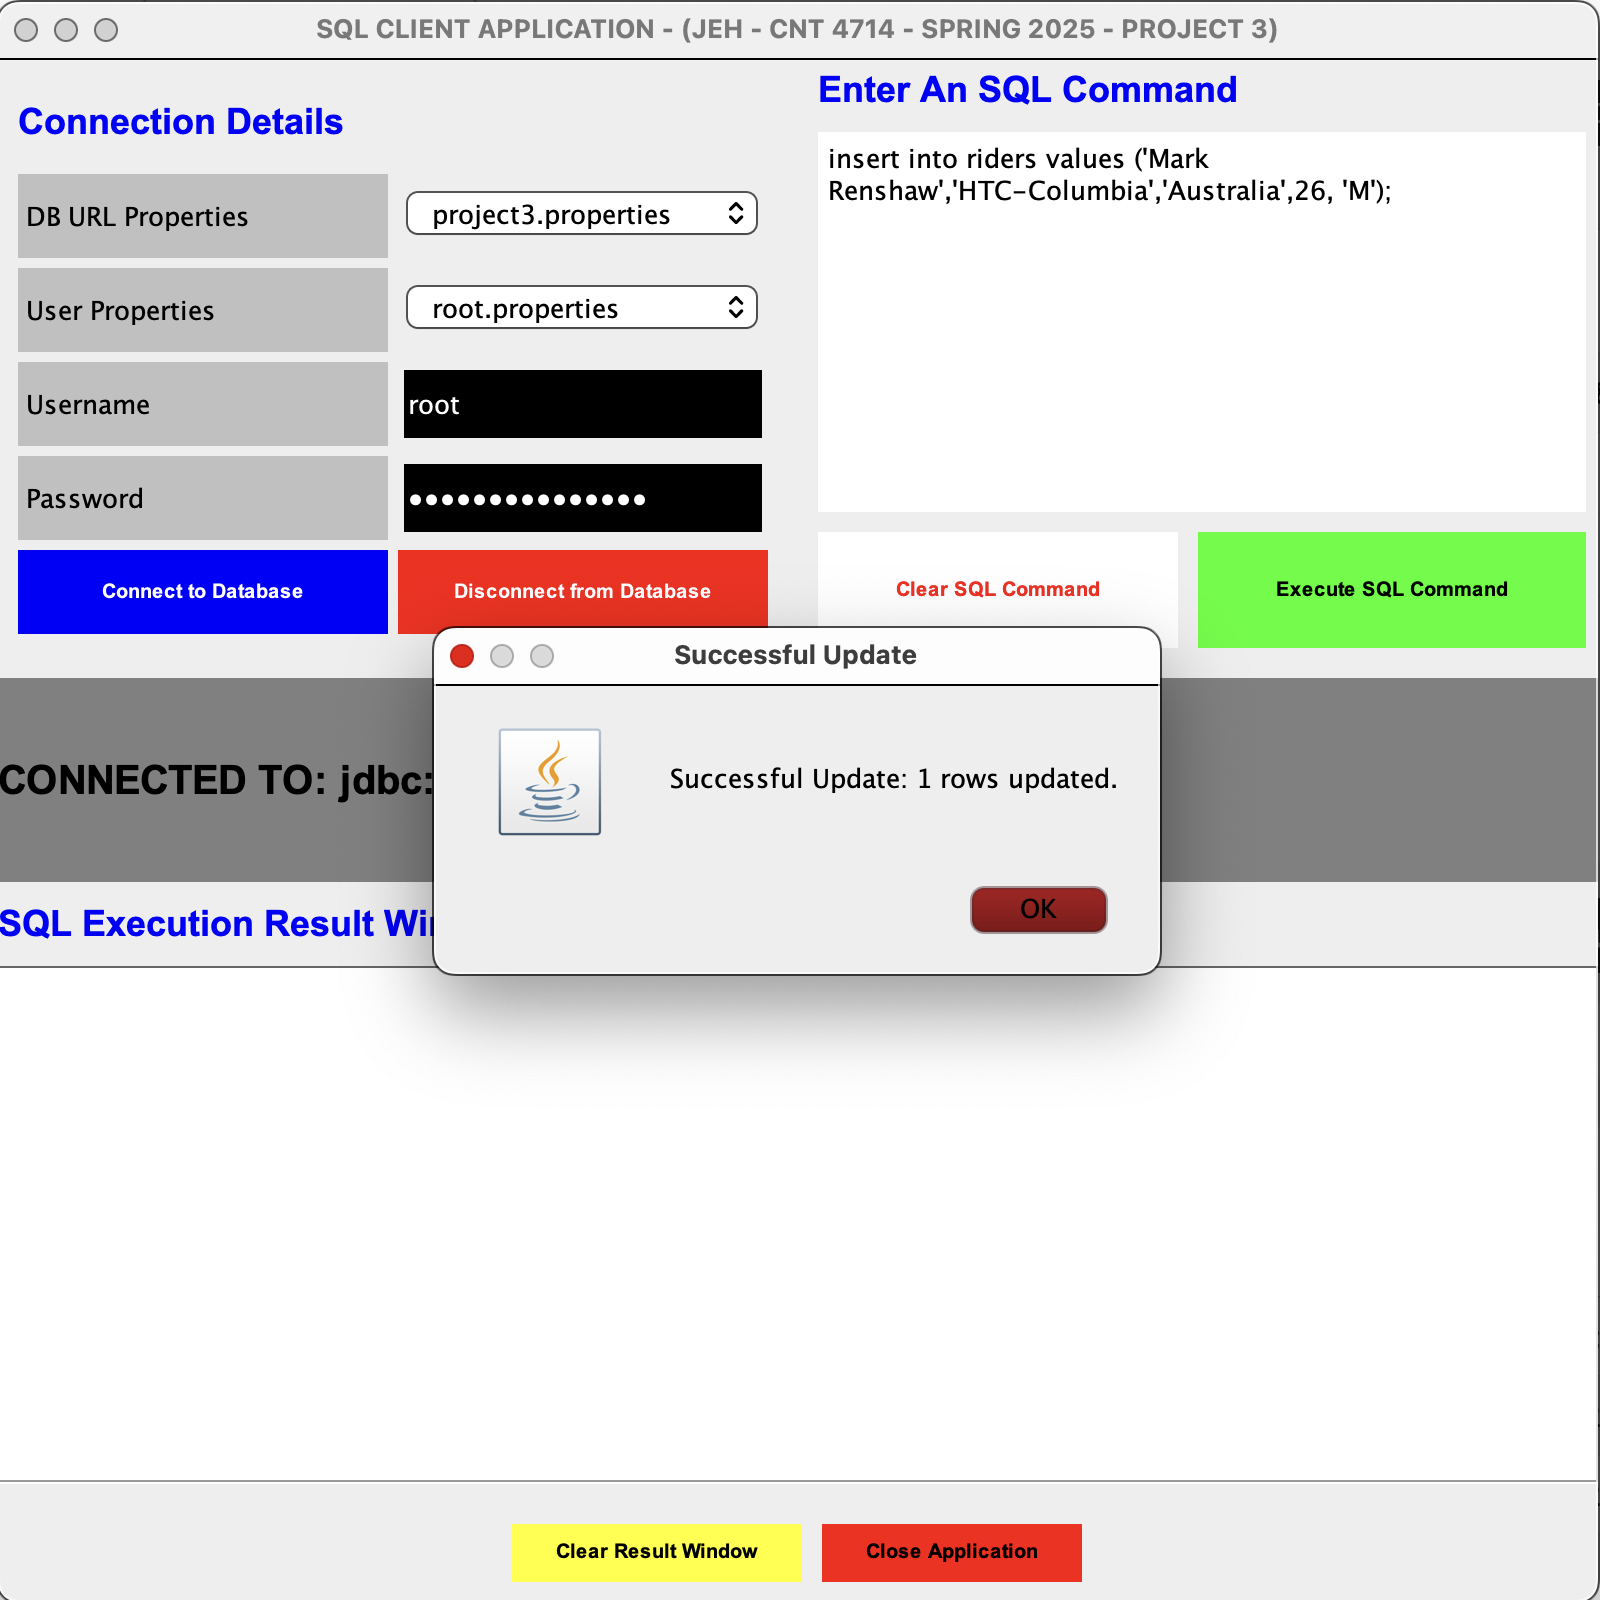 SQL CLIENT APPLICATION - (JEH - CNT 4714 - SPRING 2025 - PROJECT 3)
Connection Details
DB URL Properties
project3.properties
User Properties
root.properties
Username
root
Password
Connect to Database
Disconnect from Database
Enter An SQL Command
insert into riders values ('Mark
Renshaw','HTC-Columbia','Australia',26, 'M');
Clear SQL Command
Execute SQL Command
CONNECTED TO: jdbc:
Successful Update
Successful Update: 1 rows updated.
OK
SQL Execution Result
Clear Result Window
Close Application